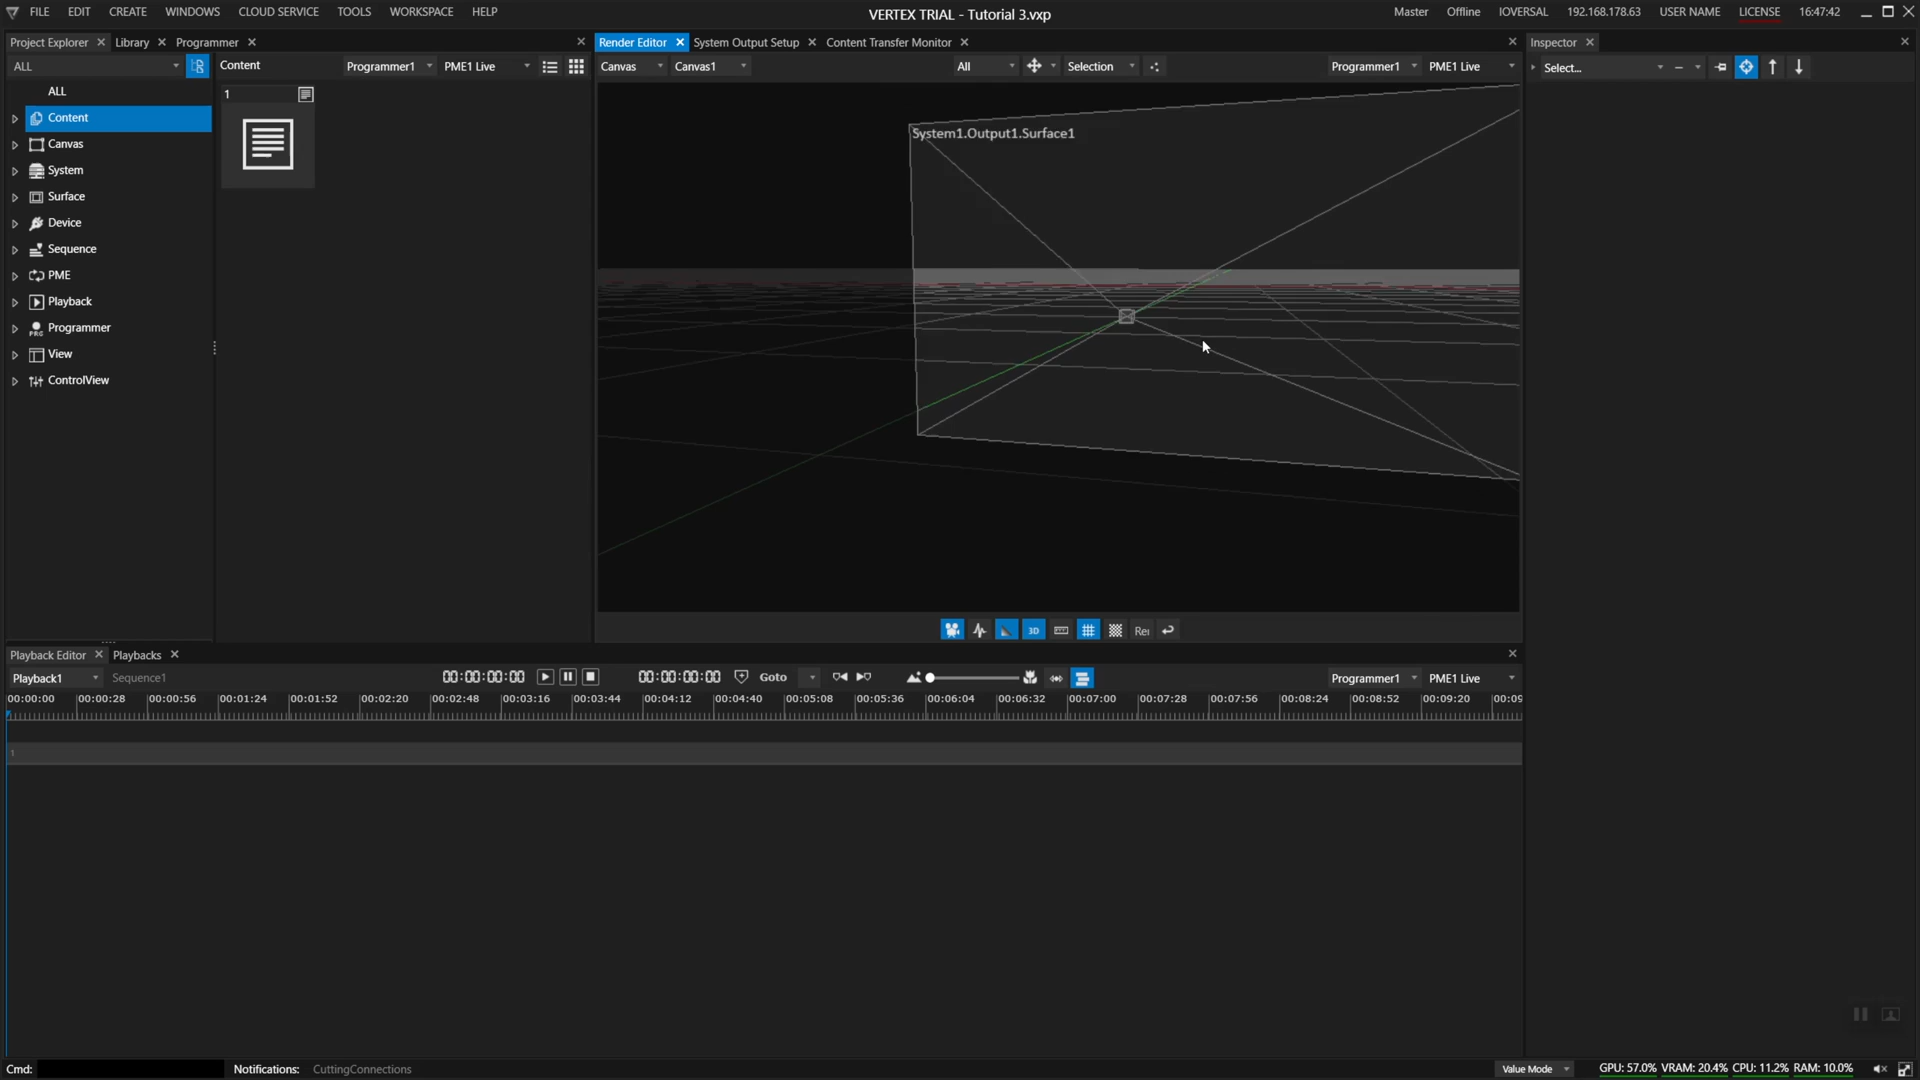 FILE EDIT CREATE WINDOWS CLOUD SERVICE TOOLS WORKSPACE HELP VERTEX TRIAL - Tutorial 3.vxp Master Offline IOVERSAL 192.168.178.63 USER NAME LICENSE 16:47:42
Project Explorer Library Programmer Render Editor System Output Setup Content Transfer Monitor Inspector
ALL Content Programmer1 PME1 Live Canvas Canvas1 All Selection Programmer1 PME1 Live Select...
ALL 1
Content
System1.Output1.Surface1
Canvas
System
Surface
Device
Sequence
PME
Playback
Programmer
View
ControlView
3D Rei
Playback Editor Playbacks
Playback1 Sequence1 00:00:00:00 00:00:00:00 Goto Programmer1 PME1 Live
00:00:00 00:00:28 00:00:56 00:01:24 00:01:52 00:02:20 00:02:48 00:03:16 00:03:44 00:04:12 00:04:40 00:05:08 00:05:36 00:06:04 00:06:32 00:07:00 00:07:28 00:07:56 00:08:24 00:08:52 00:09:20 00:09
1
Cmd: Notifications: CuttingConnections Value Mode GPU: 57.0% VRAM: 20.4% CPU: 11.2% RAM: 10.0%